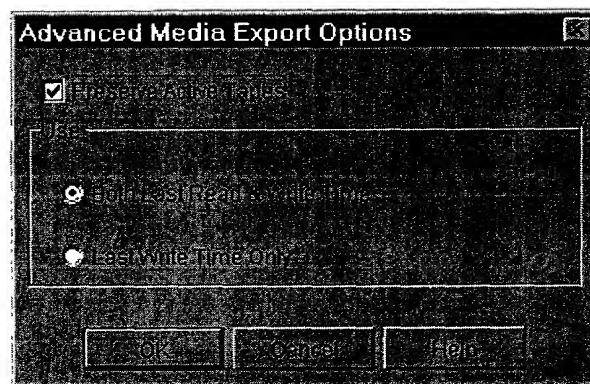 Advanced Media Export Options
Preserve Active Tapes
Use
Both Last Read & Write Time
Last Write Time Only
OK Cancel Help